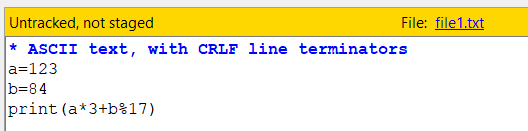 Untracked, not staged File: file1.txt
* ASCII text, with CRLF line terminators
a=123
b=84
print(a*3+b%17)